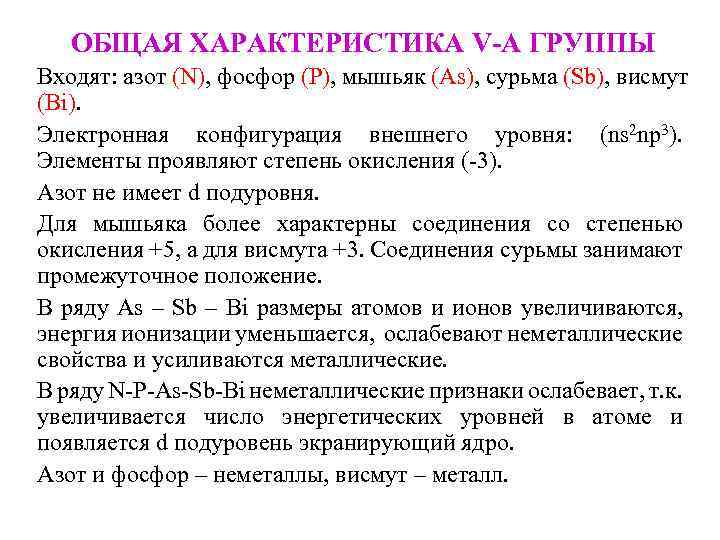 ОБЩАЯ ХАРАКТЕРИСТИКА V-А ГРУППЫ
Входят: азот (N), фосфор (P), мышьяк (As), сурьма (Sb), висмут
(Bi).
Электронная конфигурация внешнего уровня: (ns²np³).
Элементы проявляют степень окисления (-3).
Азот не имеет d подуровня.
Для мышьяка более характерны соединения со степенью
окисления +5, а для висмута +3. Соединения сурьмы занимают
промежуточное положение.
В ряду As – Sb – Bi размеры атомов и ионов увеличиваются,
энергия ионизации уменьшается, ослабевают неметаллические
свойства и усиливаются металлические.
В ряду N-P-As-Sb-Bi неметаллические признаки ослабевает, т.к.
увеличивается число энергетических уровней в атоме и
появляется d подуровень экранирующий ядро.
Азот и фосфор – неметаллы, висмут – металл.